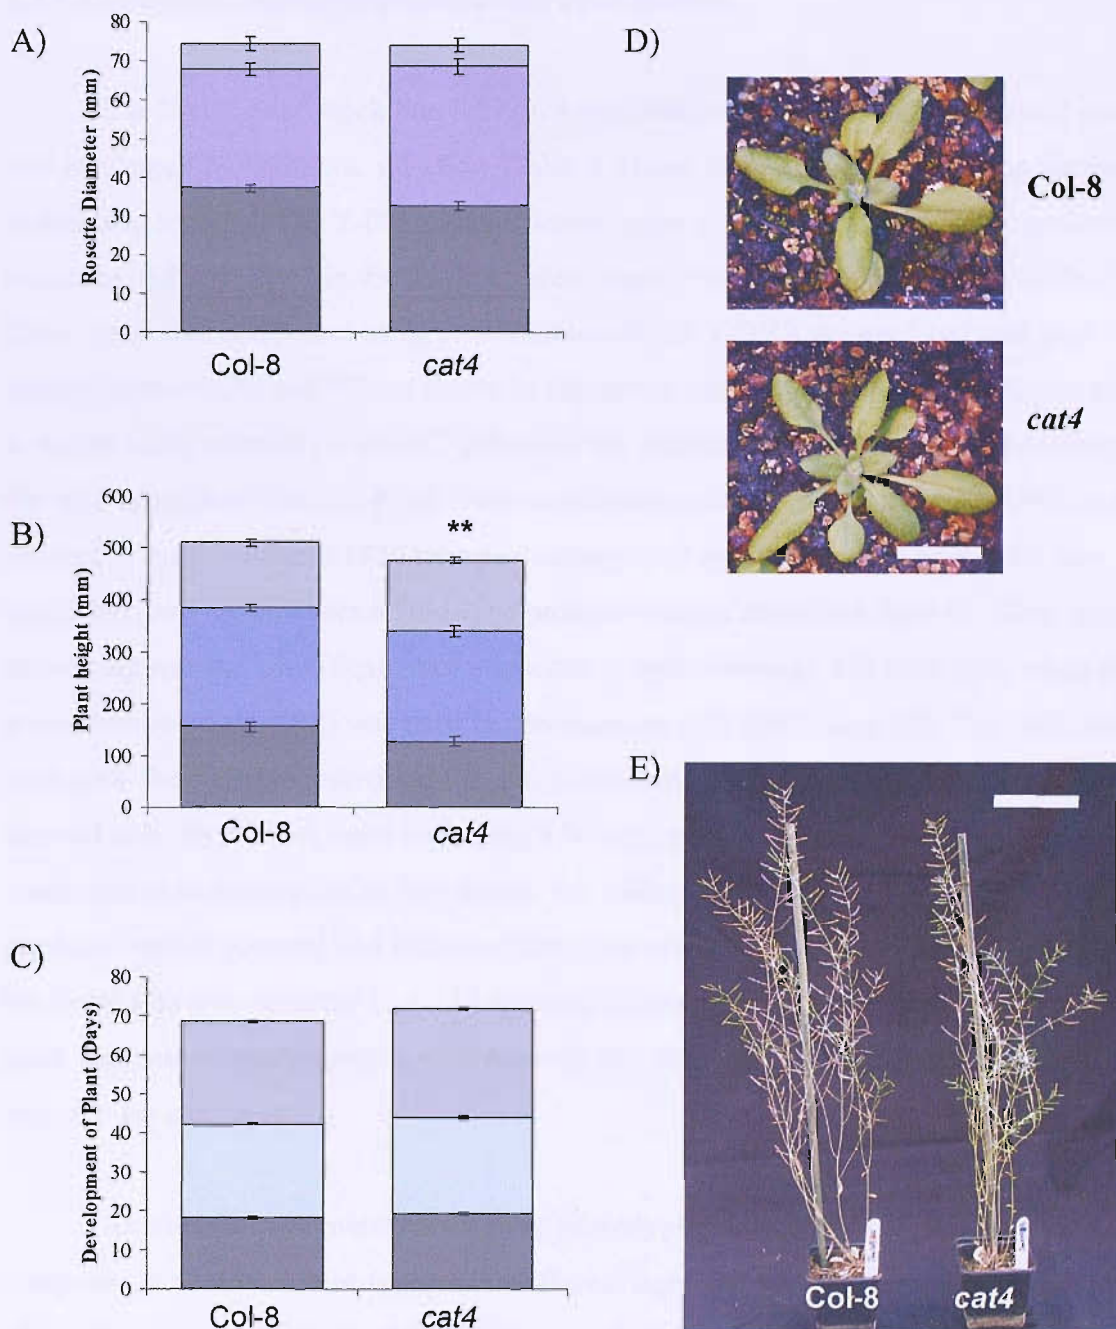 A)
Rosette Diameter (mm)
80
70
60
50
40
30
20
10
0
Col-8
cat4
B)
Plant height (mm)
600
500
400
300
200
100
0
**
Col-8
cat4
C)
Development of Plant (Days)
80
70
60
50
40
30
20
10
0
Col-8
cat4
D)
Col-8
cat4
E)
Col-8
cat4